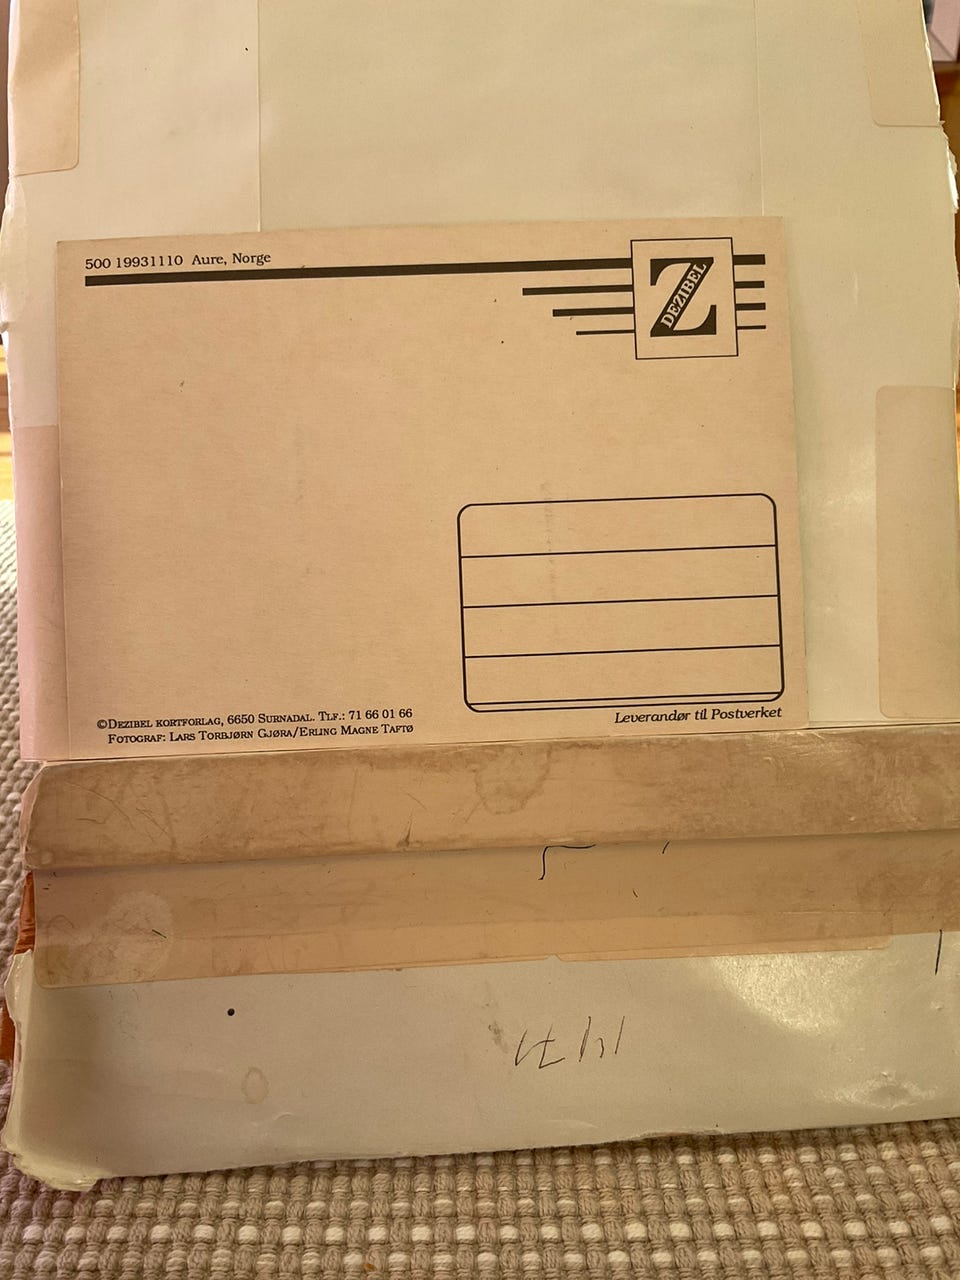 500 19931110 Aure, Norge
DEZIBEL
Z
©DEZIBEL KORTFORLAG, 6650 SURNADAL. TLF.: 71 66 01 66
FOTOGRAF: LARS TORBJØRN GJØRA/ERLING MAGNE TAFTØ
Leverandør til Postverket